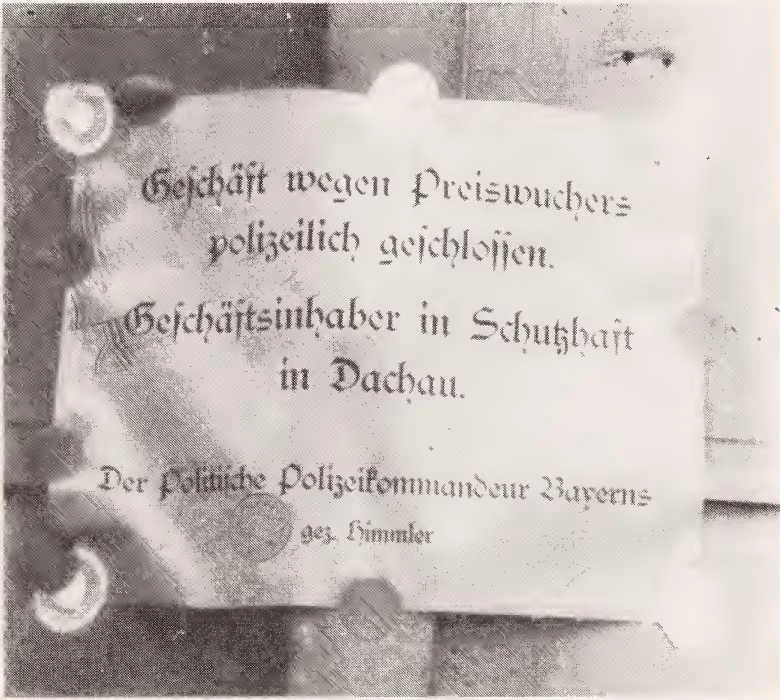 Geschäft wegen Preiswuchers
polizeilich geschlossen.
Geschäftsinhaber in Schutzhaft
in Dachau.
Der Politische Polizeikommandeur Bayerns
gez. Himmler